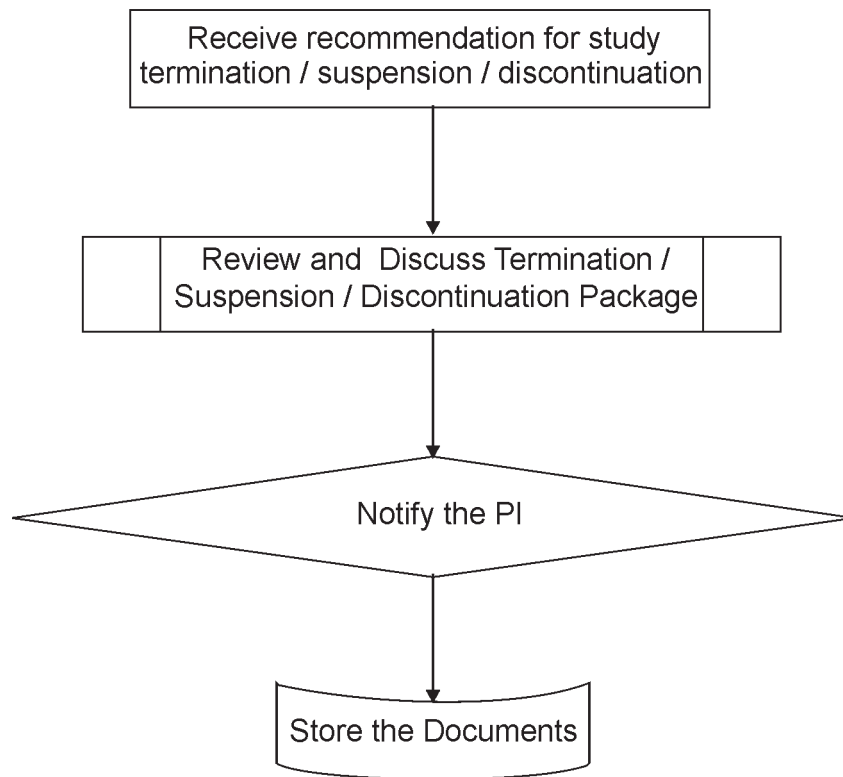 Receive recommendation for study
termination / suspension / discontinuation
Review and Discuss Termination /
Suspension / Discontinuation Package
Notify the PI
Store the Documents